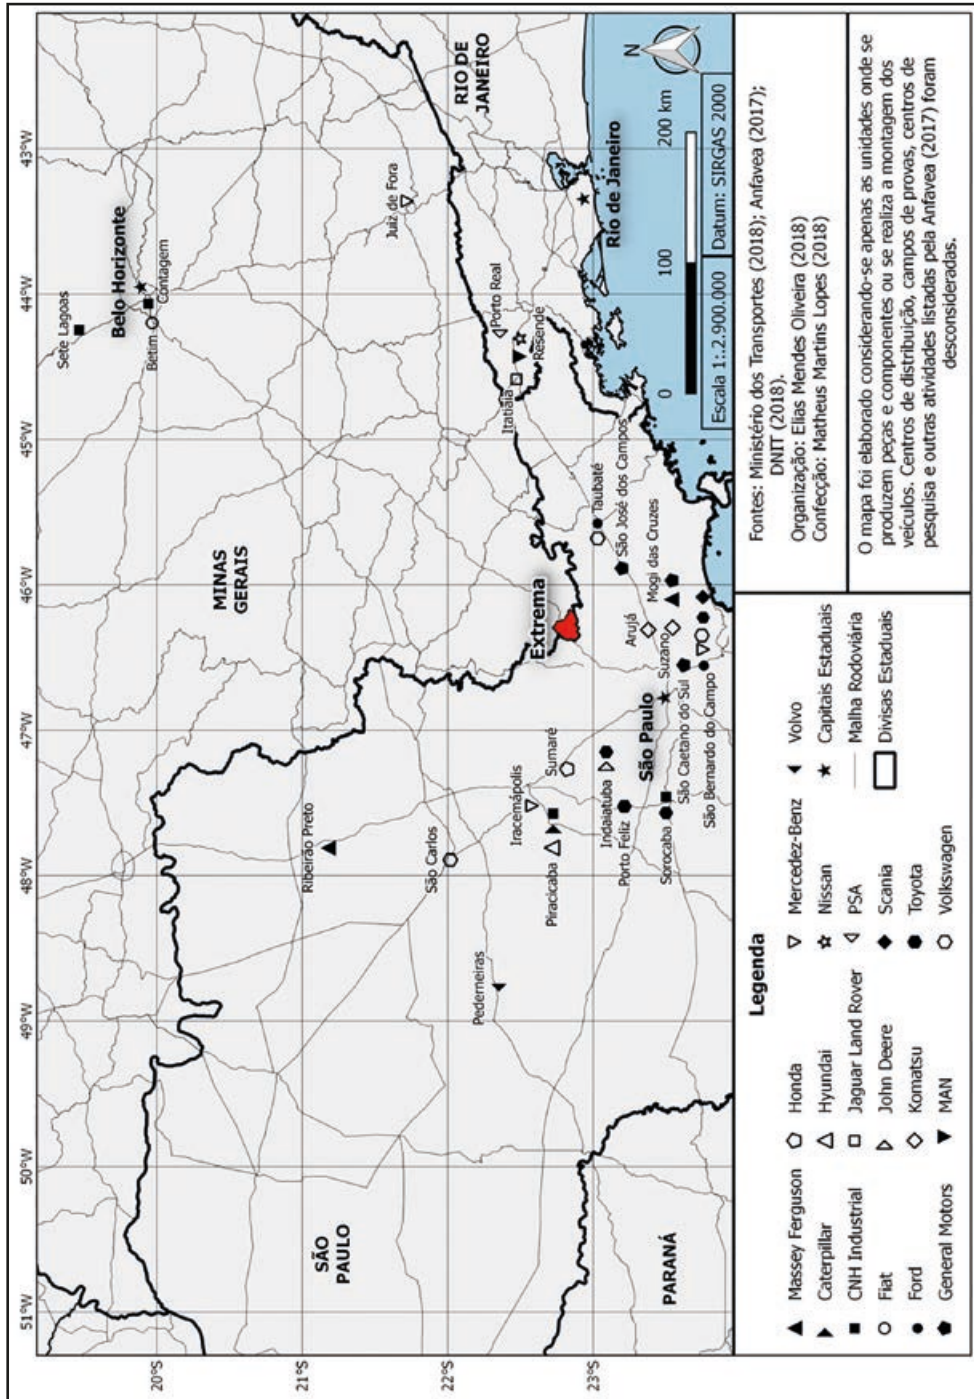 51°W
50°W
49°W
48°W
47°W
46°W
45°W
44°W
43°W
20°S
21°S
22°S
23°S
Sete Lagoas
Belo Horizonte
Betim
Contagem
MINAS
GERAIS
Juiz de Fora
RIO DE
JANEIRO
Ribeirão Preto
São Carlos
Pederneiras
SÃO
PAULO
PARANÁ
Iracemápolis
Piracicaba
Sumaré
Indaiatuba
Porto Feliz
Sorocaba
São Paulo
São Caetano do Sul
São Bernardo do Campo
Extrema
Arujá
Suzano
Mogi das Cruzes
São José dos Campos
Taubaté
Itatiaia
Porto Real
Resende
Rio de Janeiro
N
0 100 200 km
Escala 1:.2.900.000
Datum: SIRGAS 2000
Legenda
Massey Ferguson
Caterpillar
CNH Industrial
Fiat
Ford
General Motors
Honda
Hyundai
Jaguar Land Rover
John Deere
Komatsu
MAN
Mercedez-Benz
Nissan
PSA
Scania
Toyota
Volkswagen
Volvo
Capitais Estaduais
Malha Rodoviária
Divisas Estaduais
Fontes: Ministério dos Transportes (2018); Anfavea (2017);
DNIT (2018).
Organização: Elias Mendes Oliveira (2018)
Confecção: Matheus Martins Lopes (2018)
O mapa foi elaborado considerando-se apenas as unidades onde se
produzem peças e componentes ou se realiza a montagem dos
veículos. Centros de distribuição, campos de provas, centros de
pesquisa e outras atividades listadas pela Anfavea (2017) foram
desconsideradas.